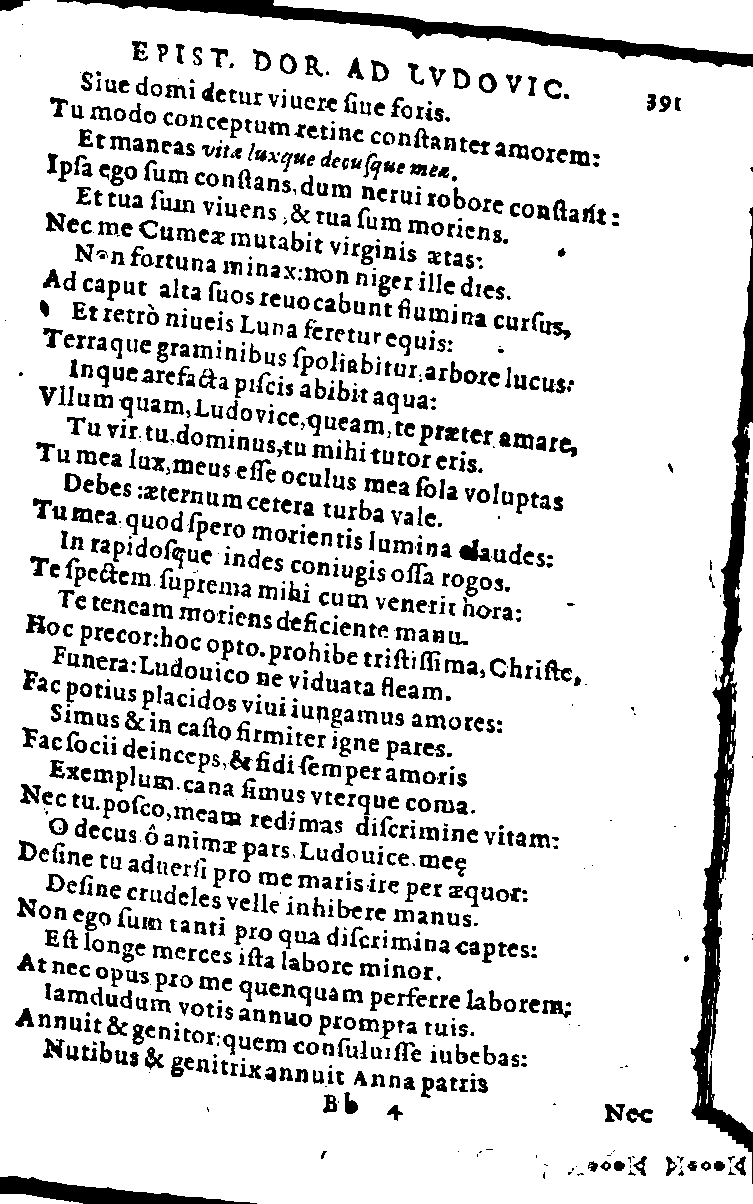 EPIST. DOR. AD LVDOVIC. 391
Siue domi detur viuere ſiue foris.
Tu modo conceptum retine conſtanter amorem:
Et maneas vitæ luxque decuſque meæ.
Ipſa ego ſum conſtans, dum nerui robore conſtarit:
Et tua ſum viuens, & tua ſum moriens.
Nec me Cumeæ mutabit virginis ætas:
Non fortuna minax: non niger ille dies.
Ad caput alta ſuos reuocabunt flumina curſus,
Et retrò niueis Luna feretur equis:
Terraque graminibus ſpoliabitur, arbore lucus:
Inque arefacta piſcis abibit aqua:
Vllum quam, Ludovice, queam, te præter amare,
Tu vir. tu, dominus, tu mihi tutor eris.
Tu mea lux, meus eſſe oculus mea ſola voluptas
Debes: æternum cetera turba vale.
Tu mea quod ſpero morientis lumina claudes:
In rapidoſque indes coniugis oſſa rogos.
Te ſpectem ſuprema mihi cum venerit hora:
Te teneam moriens deficiente manu.
Hoc precor: hoc opto. prohibe triſtiſſima, Chriſte,
Funera: Ludouico ne viduata fleam.
Fac potius placidos viui iungamus amores:
Simus & in caſto firmiter igne pares.
Fac ſocii deinceps, & fidi ſemper amoris
Exemplum cana ſimus vterque coma.
Nec tu. poſco, meam redimas diſcrimine vitam:
O decus ô animæ pars. Ludouice. meę
Deſine tu aduerſi pro me maris ire per æquor:
Deſine crudeles velle inhibere manus.
Non ego ſum tanti pro qua diſcrimina captes:
Eſt longe merces iſta labore minor.
At nec opus pro me quenquam perferre laborem;
Iamdudum votis annuo prompta tuis.
Annuit & genitor: quem conſuluiſſe iubebas:
Nutibus & genitrix annuit Anna patris
Bb 4 Nec